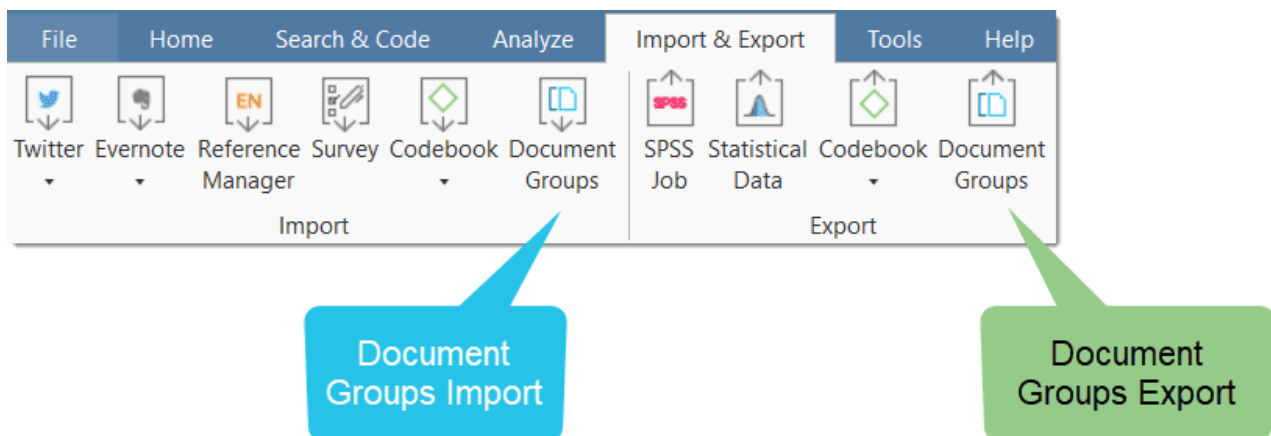 File Home Search & Code Analyze Import & Export Tools Help
EN SPSS
Twitter Evernote Reference Survey Codebook Document SPSS Statistical Codebook Document
Manager Groups Job Data Groups
Import Export
Document
Groups Import
Document
Groups Export